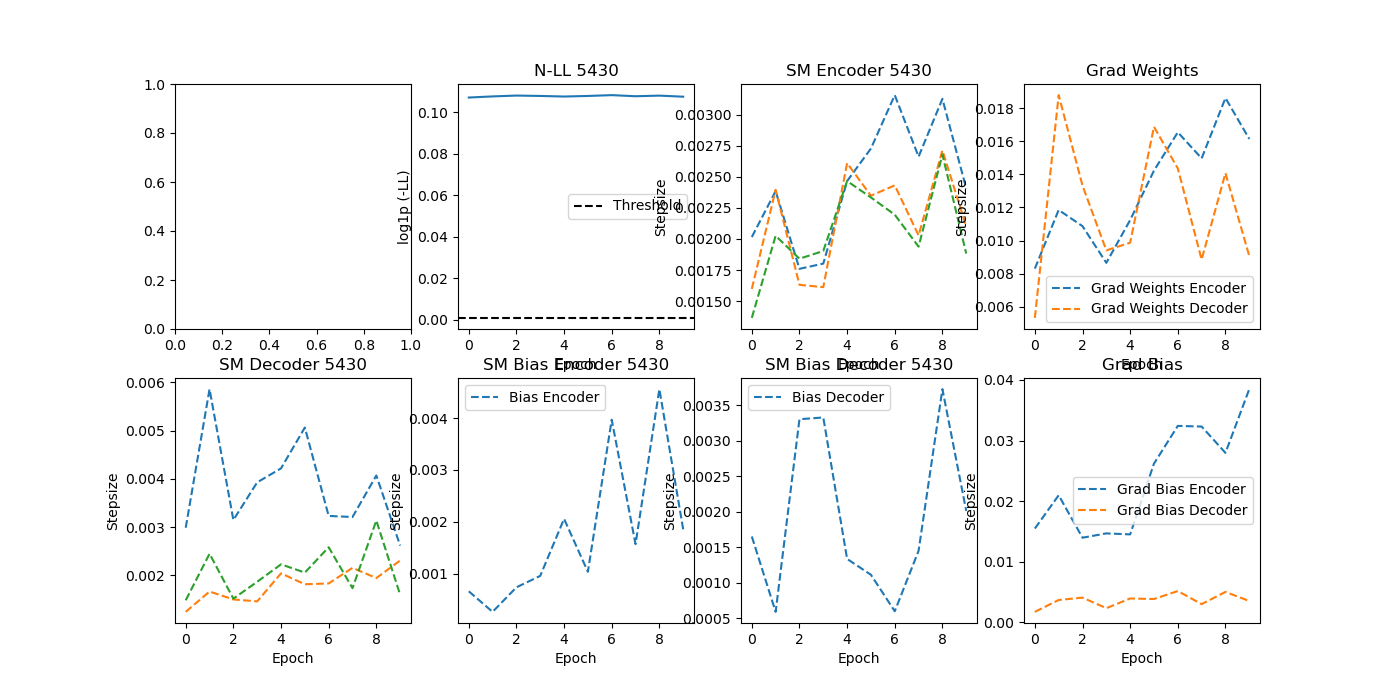 N-LL 5430
SM Encoder 5430
Grad Weights
1.0
0.8
0.6
0.4
0.2
0.0
0.0 0.2 0.4 0.6 0.8 1.0
log1p (-LL)
0.10
0.08
0.06
0.04
0.02
0.00
Threshold
0 2 4 6 8
Epoch
Stepsize
0.00300
0.00275
0.00250
0.00225
0.00200
0.00175
0.00150
0 2 4 6 8
Epoch
Stepsize
0.018
0.016
0.014
0.012
0.010
0.008
0.006
Grad Weights Encoder
Grad Weights Decoder
0 2 4 6 8
Epoch
SM Decoder 5430
SM Bias Encoder 5430
SM Bias Decoder 5430
Grad Bias
Stepsize
0.006
0.005
0.004
0.003
0.002
0 2 4 6 8
Epoch
Stepsize
0.004
0.003
0.002
0.001
Bias Encoder
0 2 4 6 8
Epoch
Stepsize
0.0035
0.0030
0.0025
0.0020
0.0015
0.0010
0.0005
Bias Decoder
0 2 4 6 8
Epoch
Stepsize
0.04
0.03
0.02
0.01
0.00
Grad Bias Encoder
Grad Bias Decoder
0 2 4 6 8
Epoch